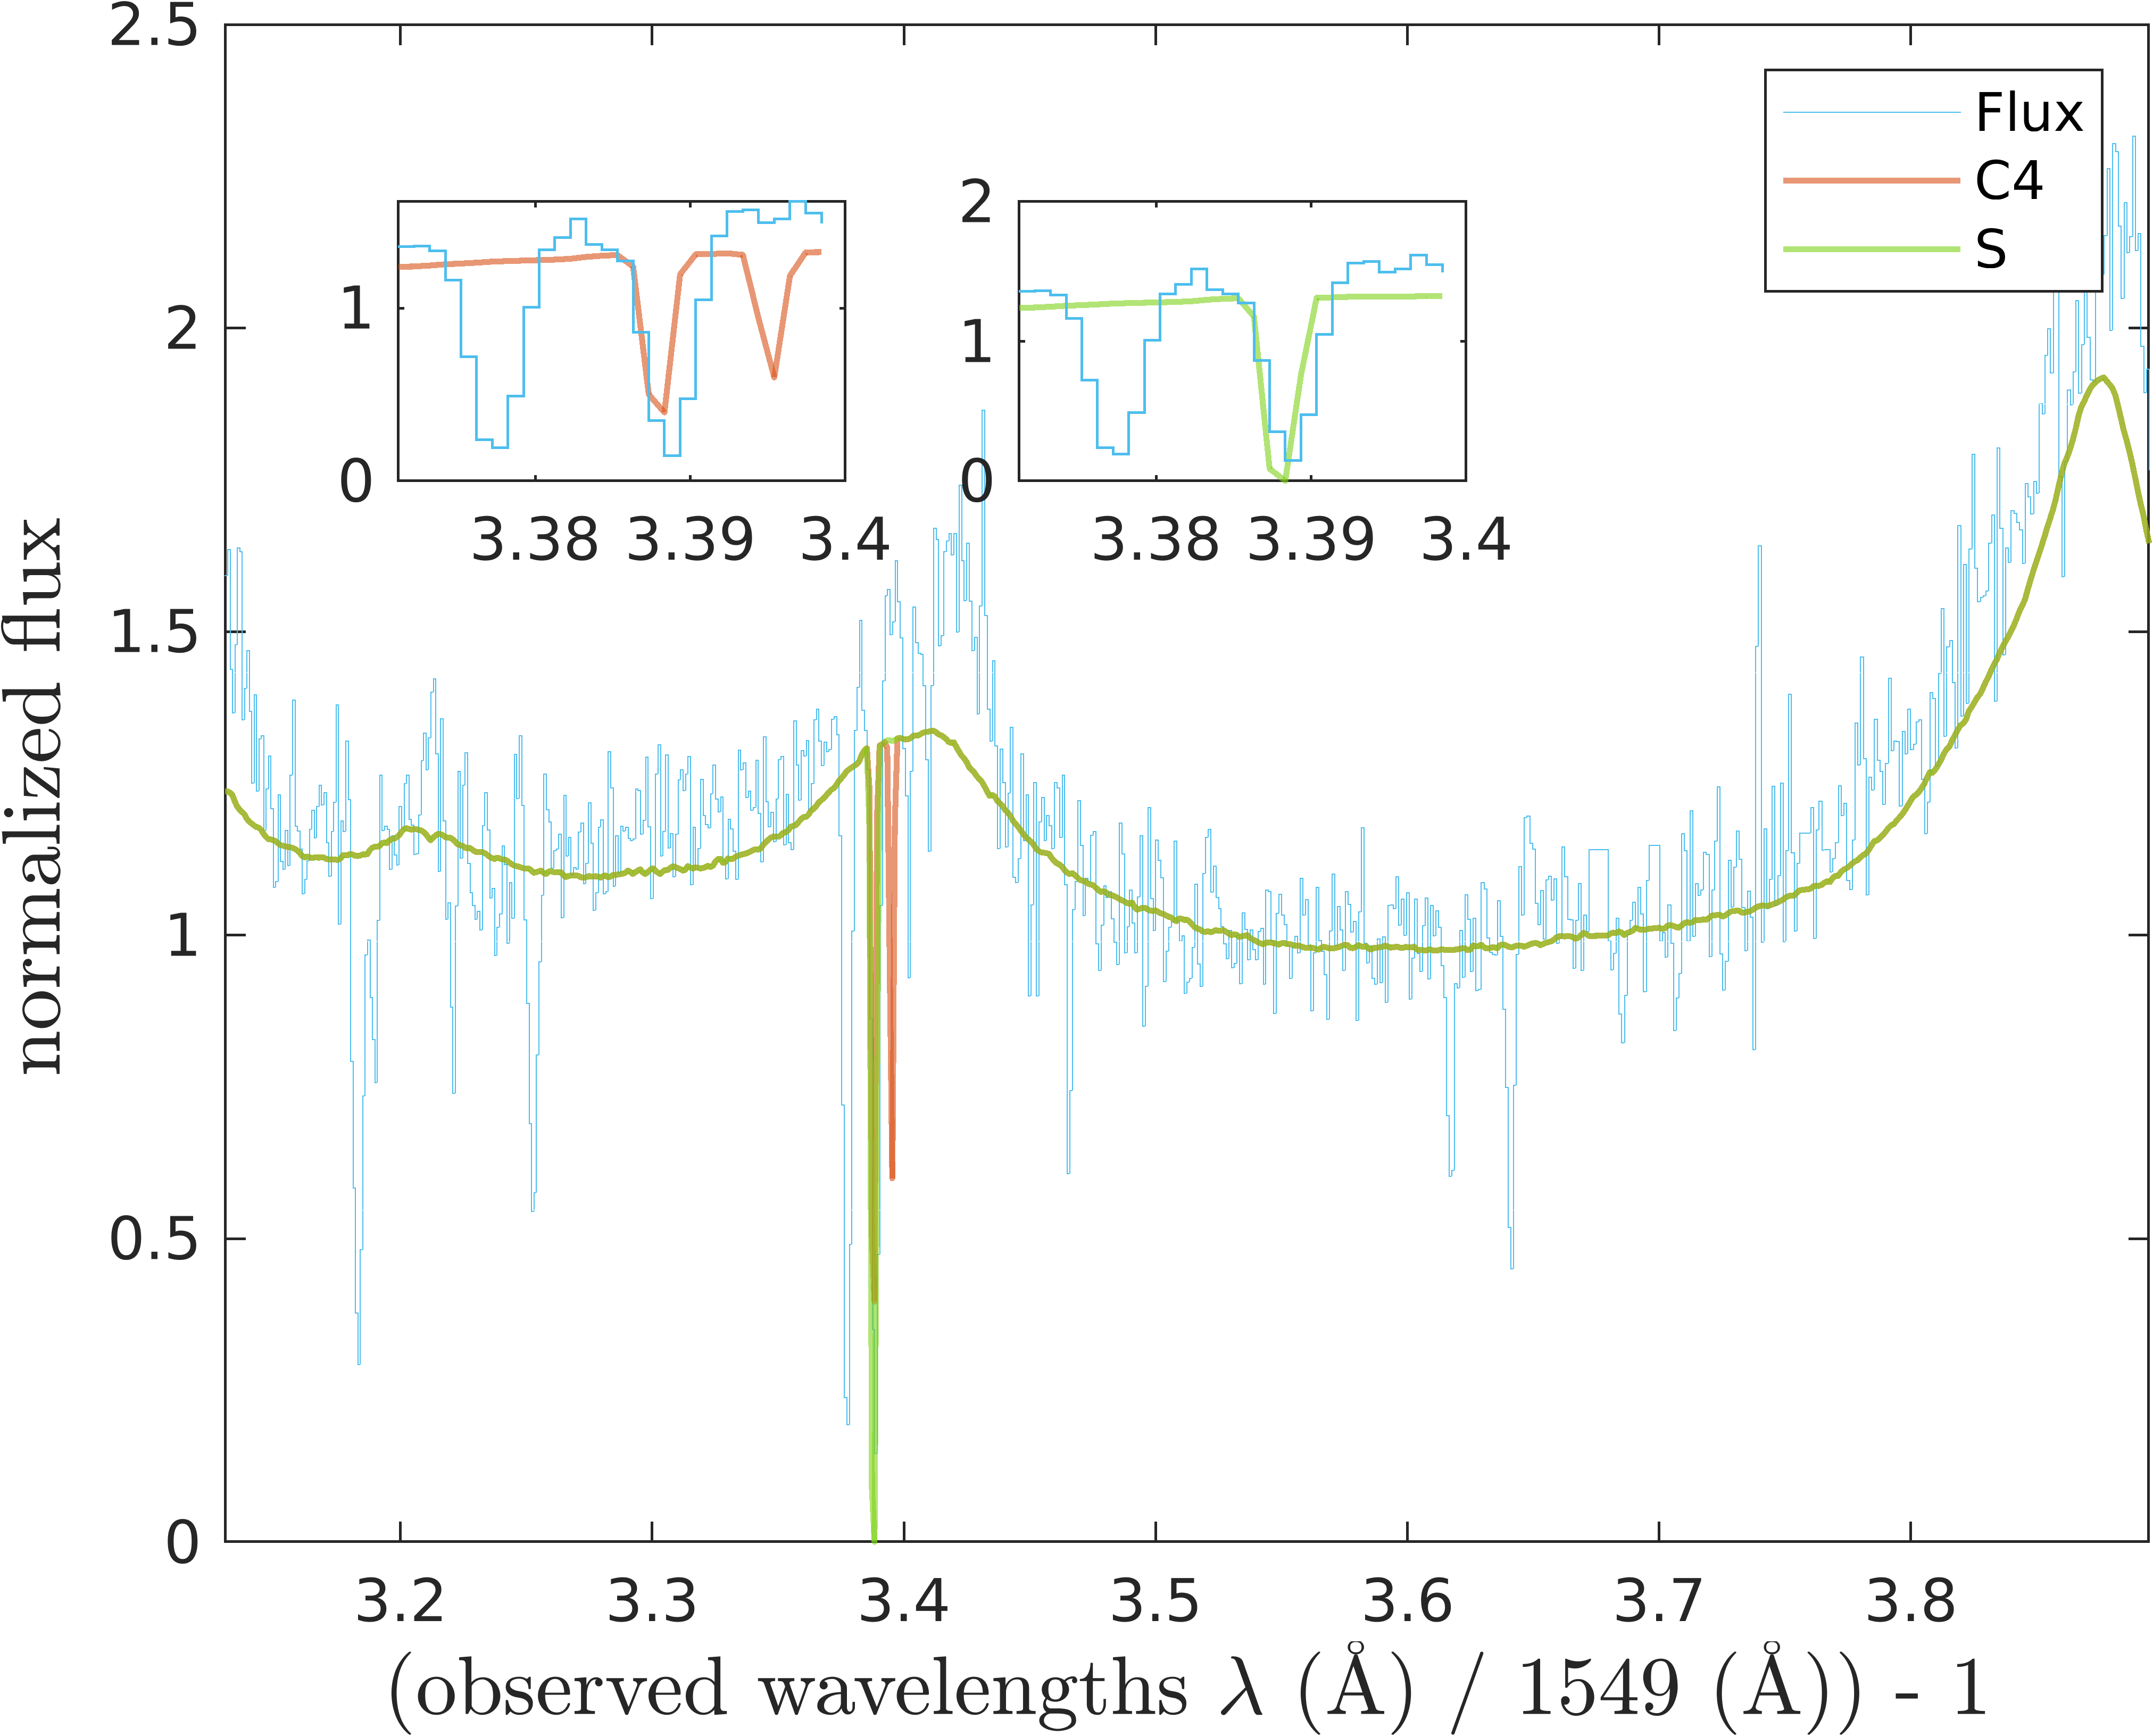 2.5
2
1.5
1
0.5
0
normalized flux
Flux
C4
S
1
0
3.38 3.39 3.4
2
1
0
3.38 3.39 3.4
3.2 3.3 3.4 3.5 3.6 3.7 3.8
(observed wavelengths λ (Å) / 1549 (Å)) - 1